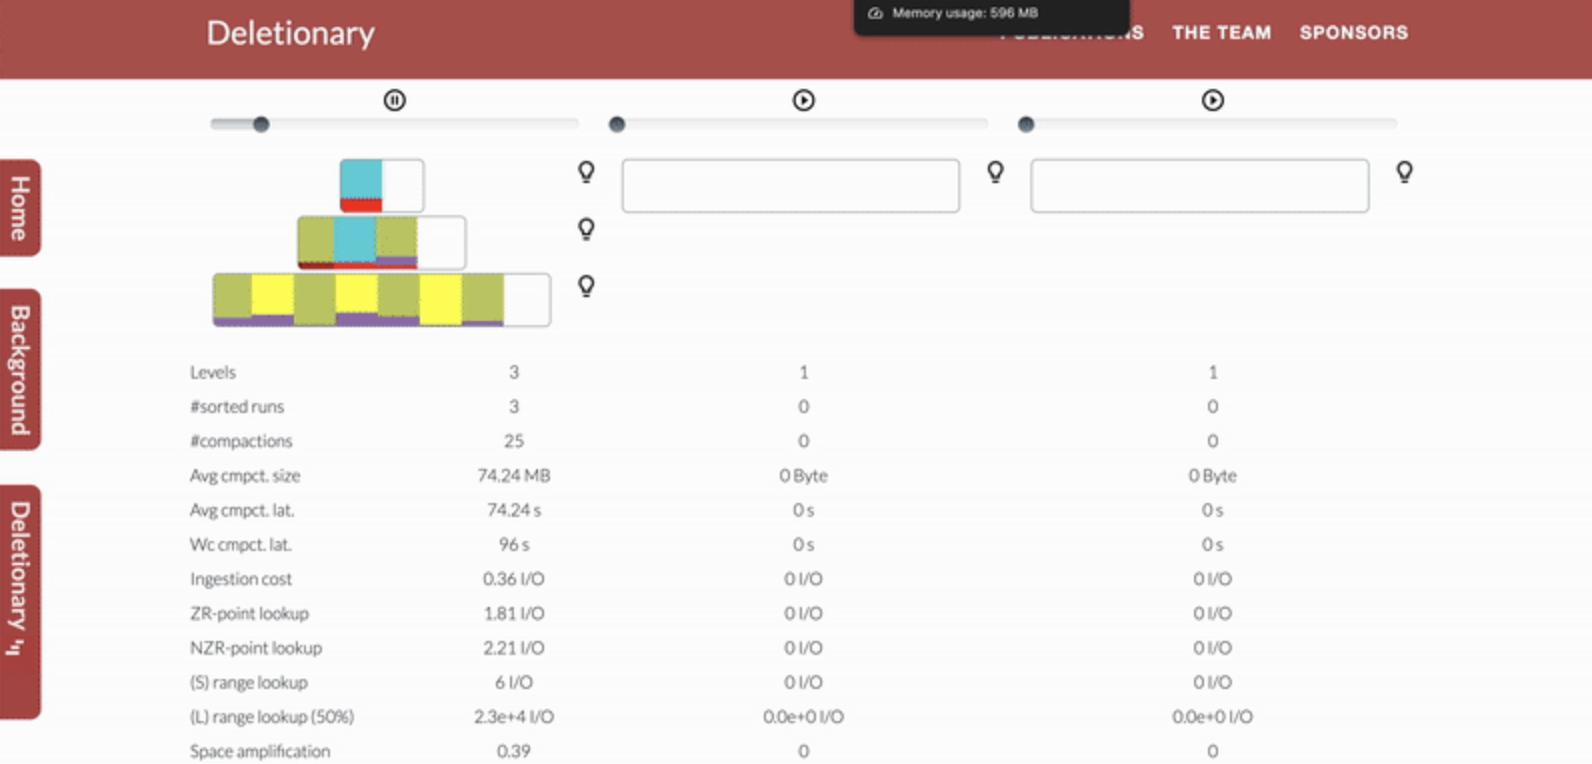 Deletionary
Memory usage: 596 MB
THE TEAM
SPONSORS
Home
Background
Deletionary
Levels 3 1 1
#sorted runs 3 0 0
#compactions 25 0 0
Avg cmpct. size 74.24 MB 0 Byte 0 Byte
Avg cmpct. lat. 74.24 s 0 s 0 s
Wc cmpct. lat. 96 s 0 s 0 s
Ingestion cost 0.36 I/O 0 I/O 0 I/O
ZR-point lookup 1.81 I/O 0 I/O 0 I/O
NZR-point lookup 2.21 I/O 0 I/O 0 I/O
(S) range lookup 6 I/O 0 I/O 0 I/O
(L) range lookup (50%) 2.3e+4 I/O 0.0e+0 I/O 0.0e+0 I/O
Space amplification 0.39 0 0